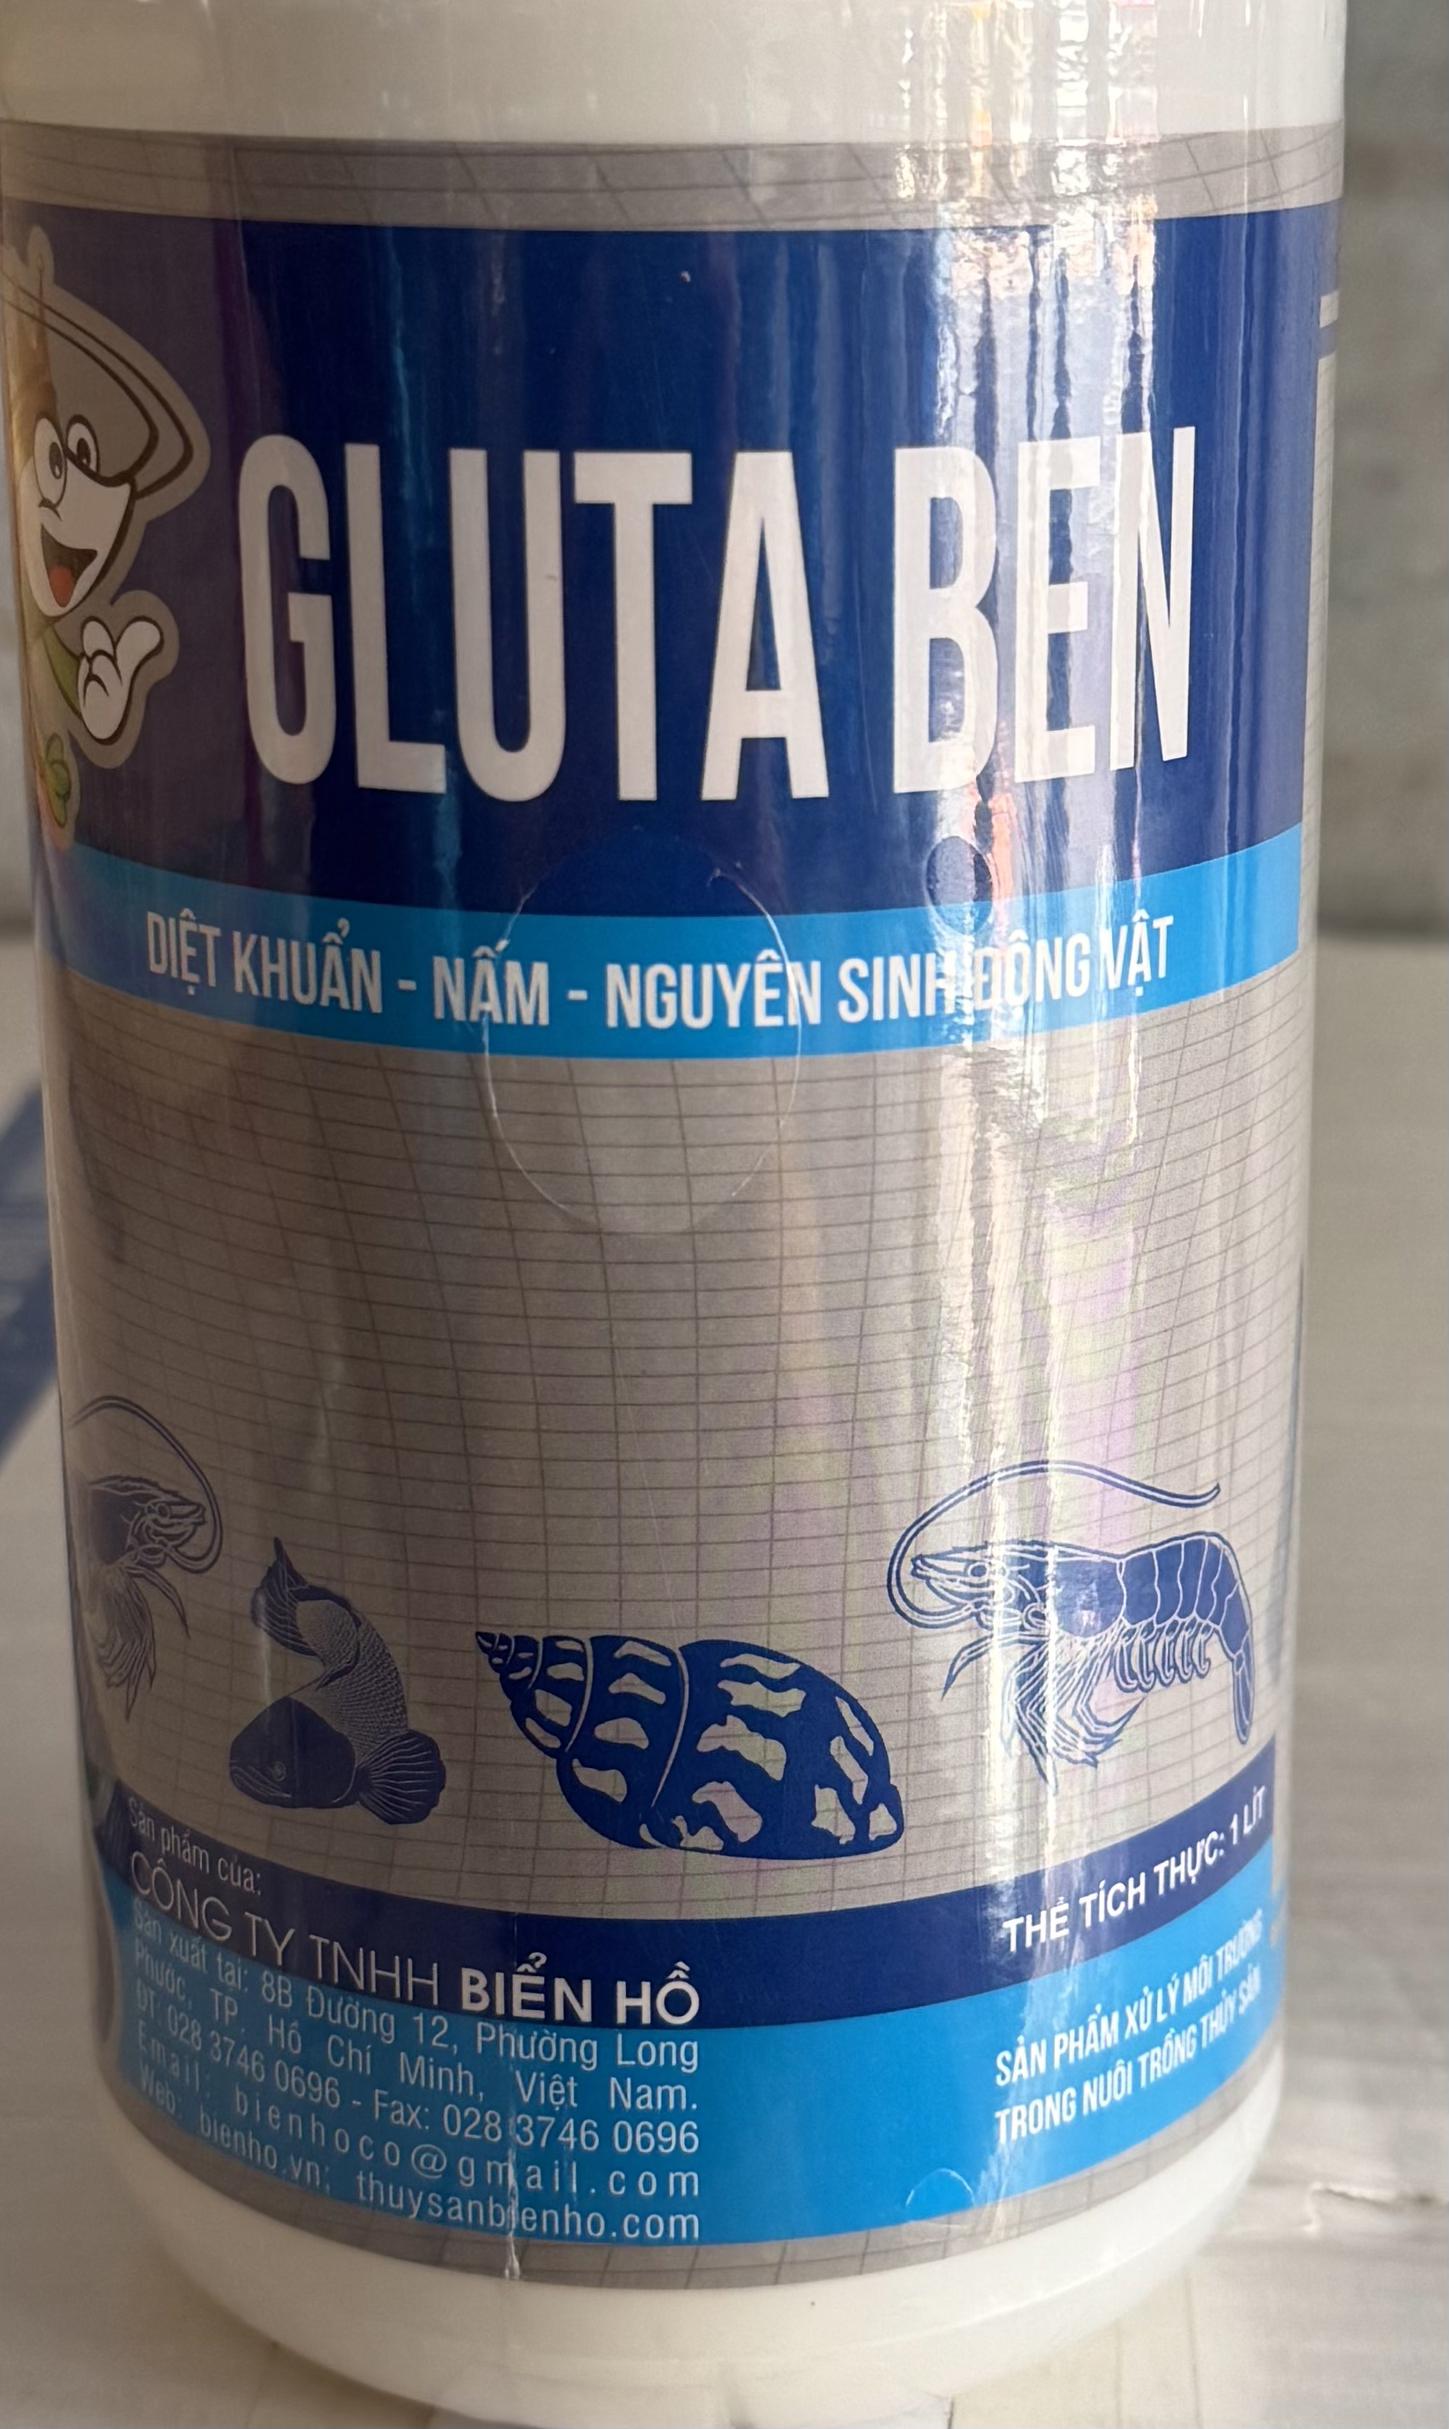 GLUTA BEN
DIỆT KHUẨN - NẤM - NGUYÊN SINH ĐỘNG VẬT
Sản phẩm của:
CÔNG TY TNHH BIỂN HỒ
Sản xuất tại: 8B Đường 12, Phường Long
Phước, TP. Hồ Chí Minh, Việt Nam.
ĐT: 028 3746 0696 - Fax: 028 3746 0696
Email: bienhoco@gmail.com
Web: bienho.vn; thuysanbienho.com
THỂ TÍCH THỰC: 1 LÍT
SẢN PHẨM XỬ LÝ MÔI TRƯỜNG
TRONG NUÔI TRỒNG THỦY SẢN